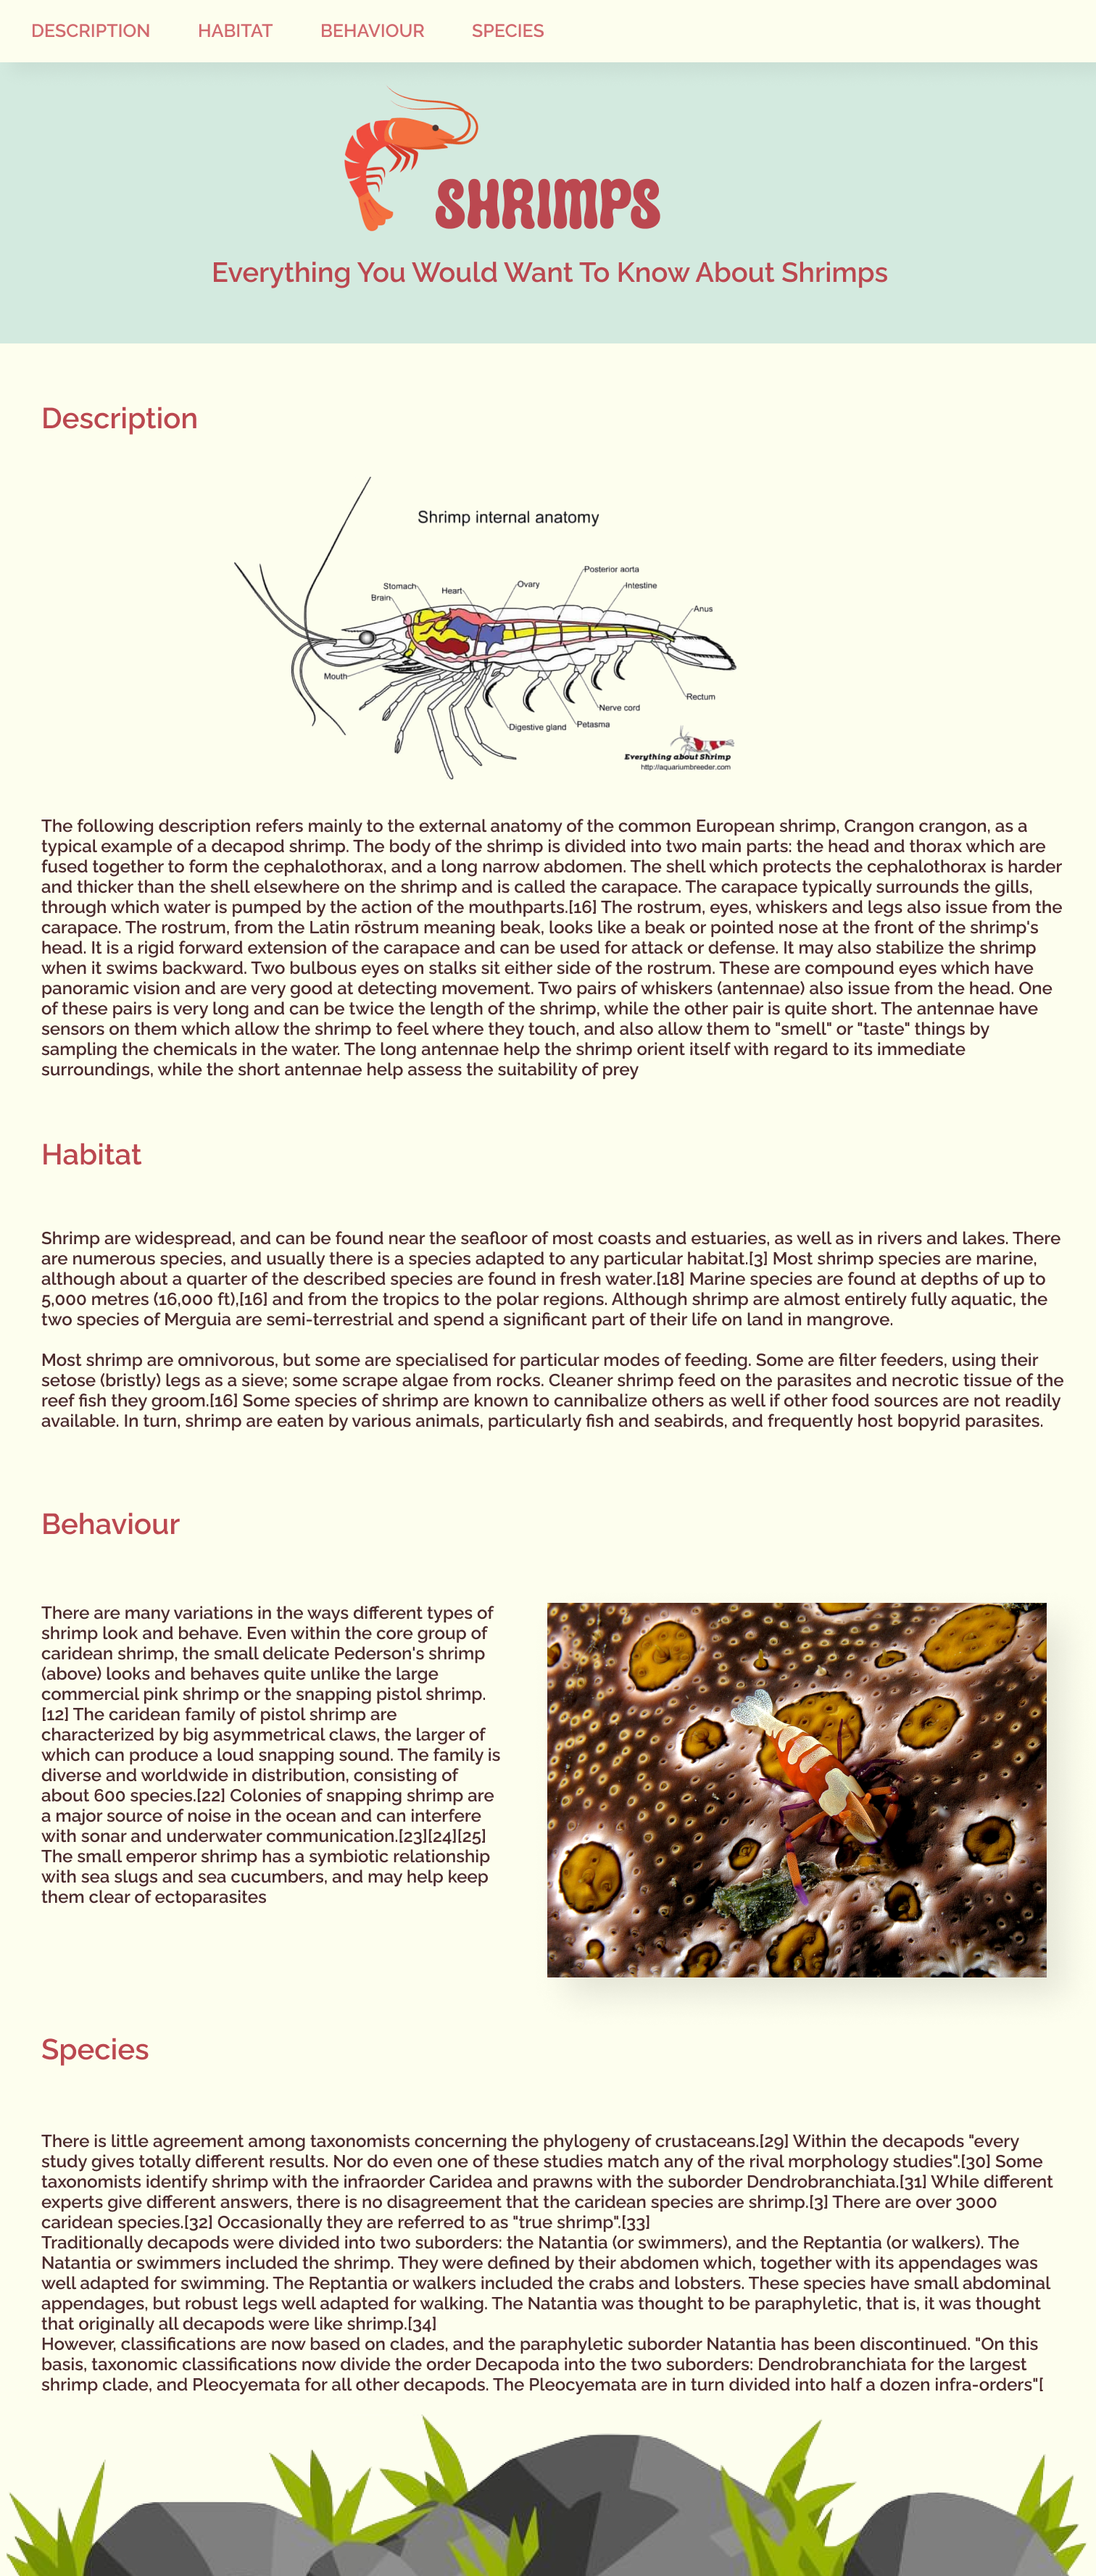 DESCRIPTION HABITAT BEHAVIOUR SPECIES
SHRIMPS
Everything You Would Want To Know About Shrimps
Description
Shrimp internal anatomy
Posterior aorta
Stomach
Ovary
Intestine
Heart
Brain
Anus
Mouth
Rectum
Nerve cord
Petasma
Digestive gland
Everything about Shrimp
http://aquariumbreeder.com
The following description refers mainly to the external anatomy of the common European shrimp, Crangon crangon, as a
typical example of a decapod shrimp. The body of the shrimp is divided into two main parts: the head and thorax which are
fused together to form the cephalothorax, and a long narrow abdomen. The shell which protects the cephalothorax is harder
and thicker than the shell elsewhere on the shrimp and is called the carapace. The carapace typically surrounds the gills,
through which water is pumped by the action of the mouthparts.[16] The rostrum, eyes, whiskers and legs also issue from the
carapace. The rostrum, from the Latin rōstrum meaning beak, looks like a beak or pointed nose at the front of the shrimp's
head. It is a rigid forward extension of the carapace and can be used for attack or defense. It may also stabilize the shrimp
when it swims backward. Two bulbous eyes on stalks sit either side of the rostrum. These are compound eyes which have
panoramic vision and are very good at detecting movement. Two pairs of whiskers (antennae) also issue from the head. One
of these pairs is very long and can be twice the length of the shrimp, while the other pair is quite short. The antennae have
sensors on them which allow the shrimp to feel where they touch, and also allow them to "smell" or "taste" things by
sampling the chemicals in the water. The long antennae help the shrimp orient itself with regard to its immediate
surroundings, while the short antennae help assess the suitability of prey
Habitat
Shrimp are widespread, and can be found near the seafloor of most coasts and estuaries, as well as in rivers and lakes. There
are numerous species, and usually there is a species adapted to any particular habitat.[3] Most shrimp species are marine,
although about a quarter of the described species are found in fresh water.[18] Marine species are found at depths of up to
5,000 metres (16,000 ft),[16] and from the tropics to the polar regions. Although shrimp are almost entirely fully aquatic, the
two species of Merguia are semi-terrestrial and spend a significant part of their life on land in mangrove.
Most shrimp are omnivorous, but some are specialised for particular modes of feeding. Some are filter feeders, using their
setose (bristly) legs as a sieve; some scrape algae from rocks. Cleaner shrimp feed on the parasites and necrotic tissue of the
reef fish they groom.[16] Some species of shrimp are known to cannibalize others as well if other food sources are not readily
available. In turn, shrimp are eaten by various animals, particularly fish and seabirds, and frequently host bopyrid parasites.
Behaviour
There are many variations in the ways different types of
shrimp look and behave. Even within the core group of
caridean shrimp, the small delicate Pederson's shrimp
(above) looks and behaves quite unlike the large
commercial pink shrimp or the snapping pistol shrimp.
[12] The caridean family of pistol shrimp are
characterized by big asymmetrical claws, the larger of
which can produce a loud snapping sound. The family is
diverse and worldwide in distribution, consisting of
about 600 species.[22] Colonies of snapping shrimp are
a major source of noise in the ocean and can interfere
with sonar and underwater communication.[23][24][25]
The small emperor shrimp has a symbiotic relationship
with sea slugs and sea cucumbers, and may help keep
them clear of ectoparasites
Species
There is little agreement among taxonomists concerning the phylogeny of crustaceans.[29] Within the decapods "every
study gives totally different results. Nor do even one of these studies match any of the rival morphology studies".[30] Some
taxonomists identify shrimp with the infraorder Caridea and prawns with the suborder Dendrobranchiata.[31] While different
experts give different answers, there is no disagreement that the caridean species are shrimp.[3] There are over 3000
caridean species.[32] Occasionally they are referred to as "true shrimp".[33]
Traditionally decapods were divided into two suborders: the Natantia (or swimmers), and the Reptantia (or walkers). The
Natantia or swimmers included the shrimp. They were defined by their abdomen which, together with its appendages was
well adapted for swimming. The Reptantia or walkers included the crabs and lobsters. These species have small abdominal
appendages, but robust legs well adapted for walking. The Natantia was thought to be paraphyletic, that is, it was thought
that originally all decapods were like shrimp.[34]
However, classifications are now based on clades, and the paraphyletic suborder Natantia has been discontinued. "On this
basis, taxonomic classifications now divide the order Decapoda into the two suborders: Dendrobranchiata for the largest
shrimp clade, and Pleocyemata for all other decapods. The Pleocyemata are in turn divided into half a dozen infra-orders"[